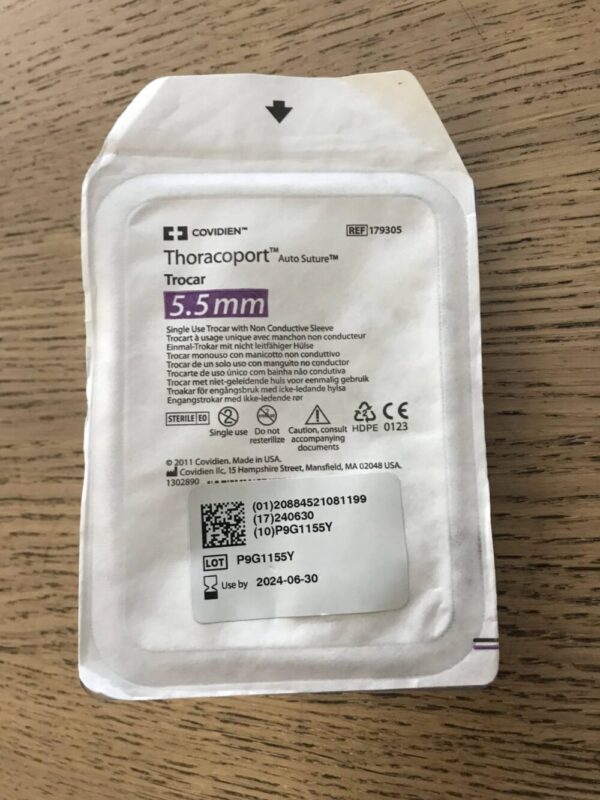 COVIDIEN™
REF 179305
Thoracoport™ Auto Suture™
Trocar
5.5mm
Single Use Trocar with Non Conductive Sleeve
Trocart à usage unique avec manchon non conducteur
Einmal-Trokar mit nicht leitfähiger Hülse
Trocar monouso con manicotto non conduttivo
Trocar de un solo uso con manguito no conductor
Trocarte de uso único com bainha não condutiva
Trocar met niet-geleidende huls voor eenmalig gebruik
Troakar för engångsbruk med icke-ledande hylsa
Engangstrokar med ikke-ledende rør
STERILE EO
2
Single use
Do not
resterilize
Caution, consult
accompanying
documents
HDPE
CE
0123
© 2011 Covidien. Made in USA.
Covidien llc, 15 Hampshire Street, Mansfield, MA 02048 USA.
1302890
(01)20884521081199
(17)240630
(10)P9G1155Y
LOT P9G1155Y
Use by 2024-06-30